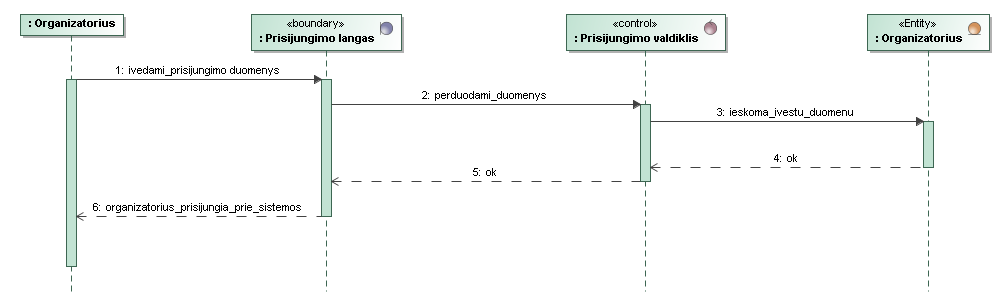 : Organizatorius
«boundary»
: Prisijungimo langas
«control»
: Prisijungimo valdiklis
«Entity»
: Organizatorius
1: ivedami_prisijungimo duomenys
2: perduodami_duomenys
3: ieskoma_ivestu_duomenu
4: ok
5: ok
6: organizatorius_prisijungia_prie_sistemos